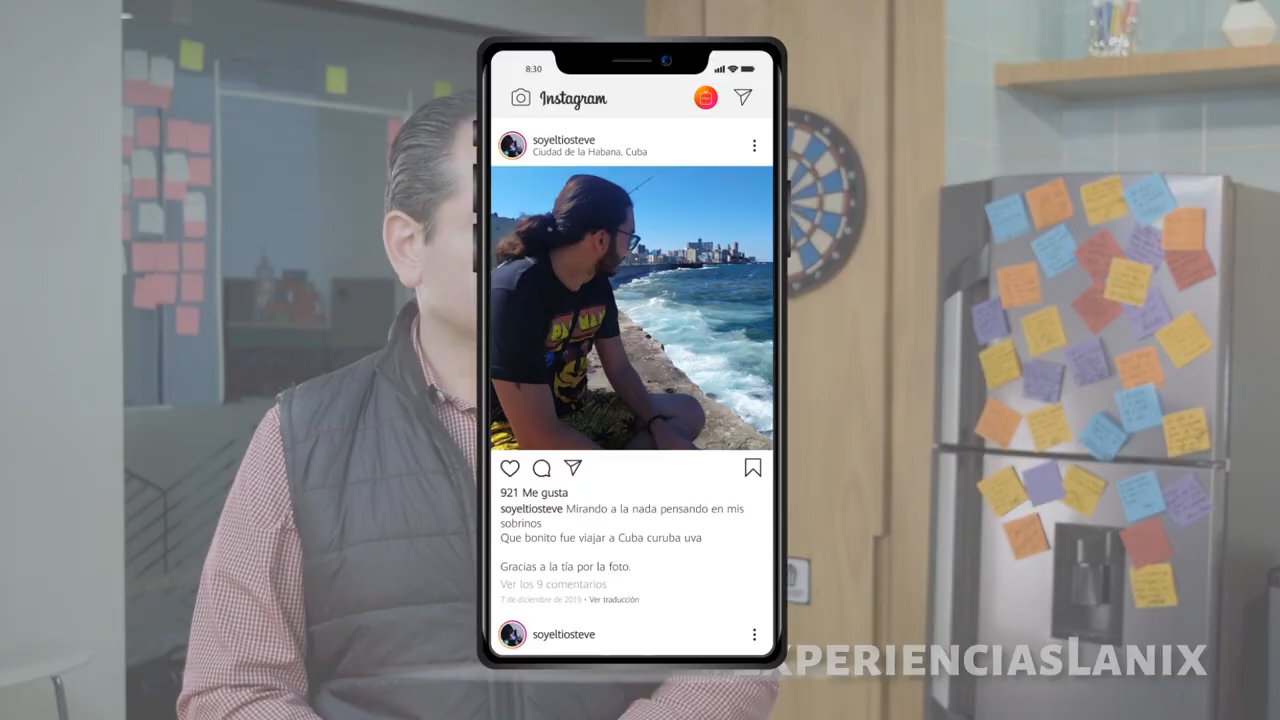 8:30
Instagram
soyeltiosteve
Ciudad de la Habana, Cuba
921 Me gusta
soyeltiosteve Mirando a la nada pensando en mis
sobrinos
Que bonito fue viajar a Cuba curuba uva
Gracias a la tía por la foto.
Ver los 9 comentarios
7 de diciembre de 2019 • Ver traducción
soyeltiosteve
ExperienciasLanix